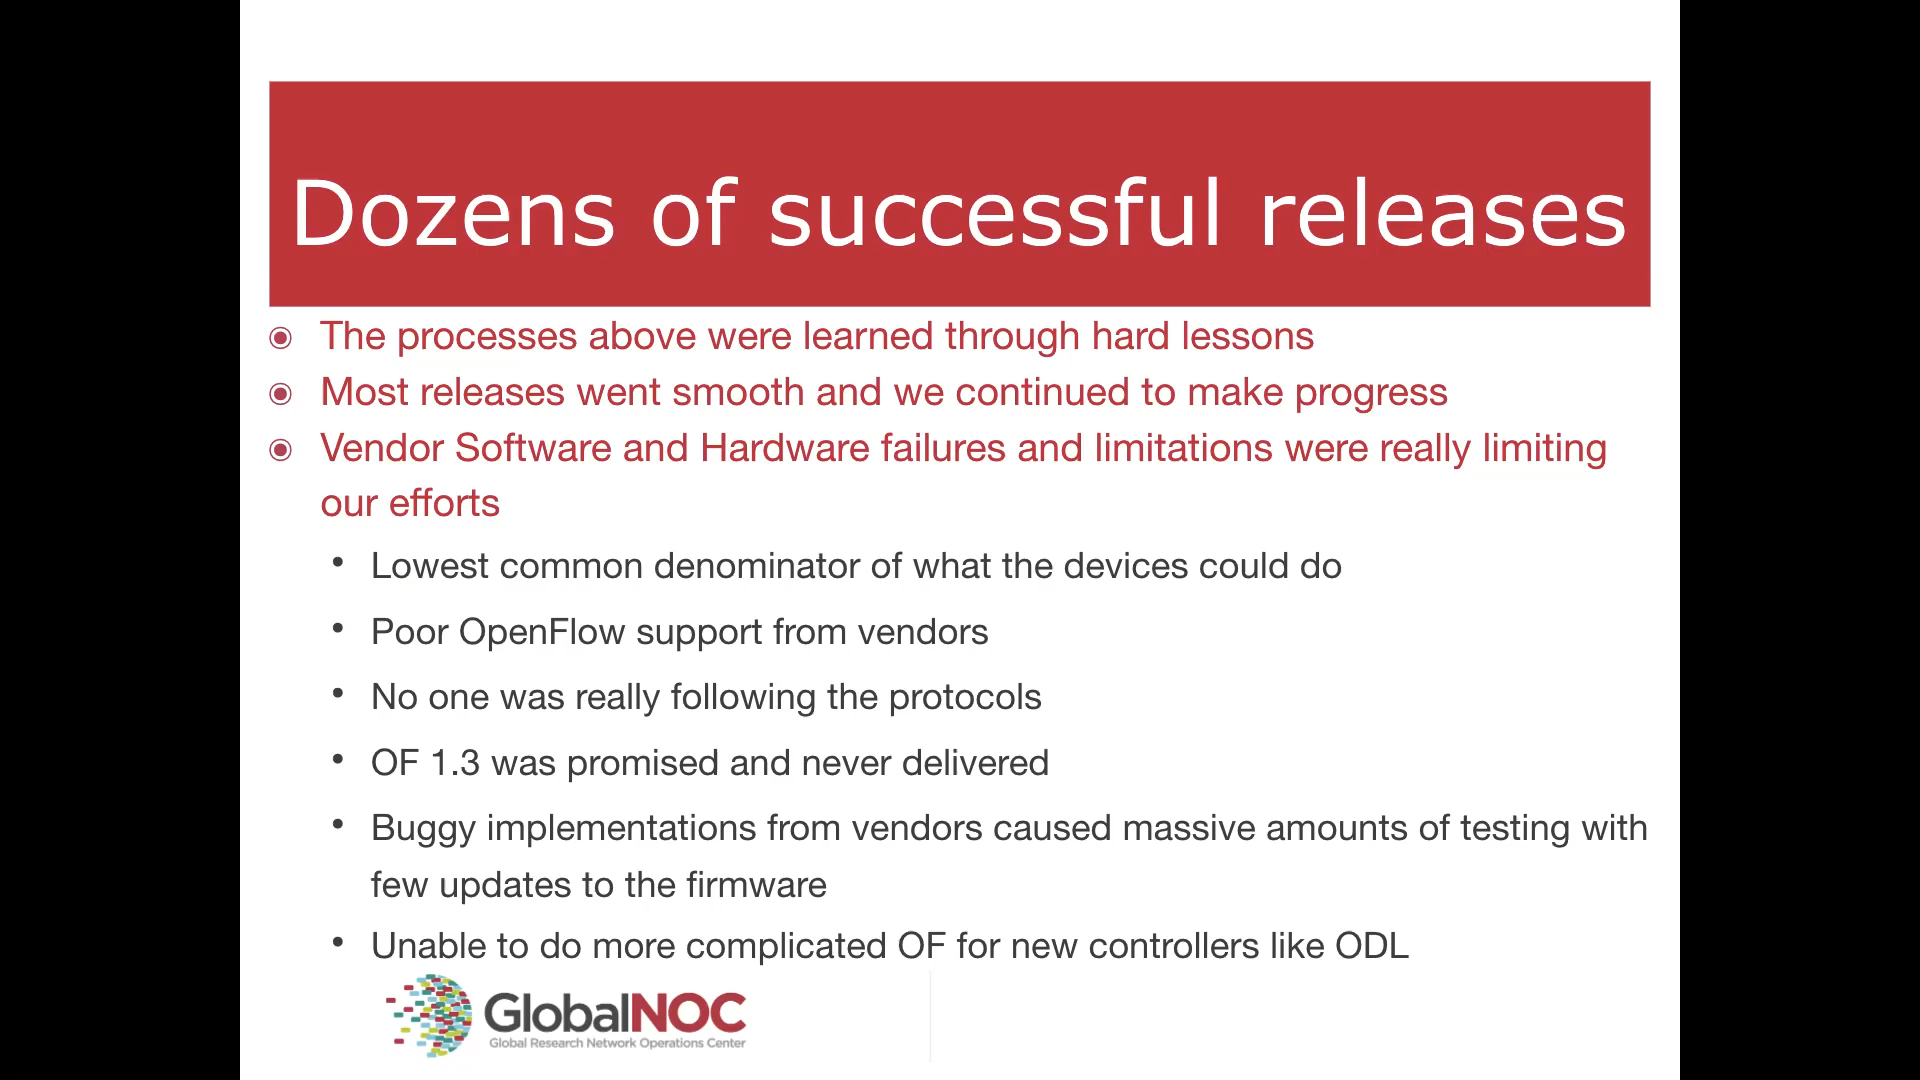 Dozens of successful releases
The processes above were learned through hard lessons
Most releases went smooth and we continued to make progress
Vendor Software and Hardware failures and limitations were really limiting
our efforts
• Lowest common denominator of what the devices could do
• Poor OpenFlow support from vendors
• No one was really following the protocols
• OF 1.3 was promised and never delivered
• Buggy implementations from vendors caused massive amounts of testing with
few updates to the firmware
• Unable to do more complicated OF for new controllers like ODL
GlobalNOC
Global Research Network Operations Center